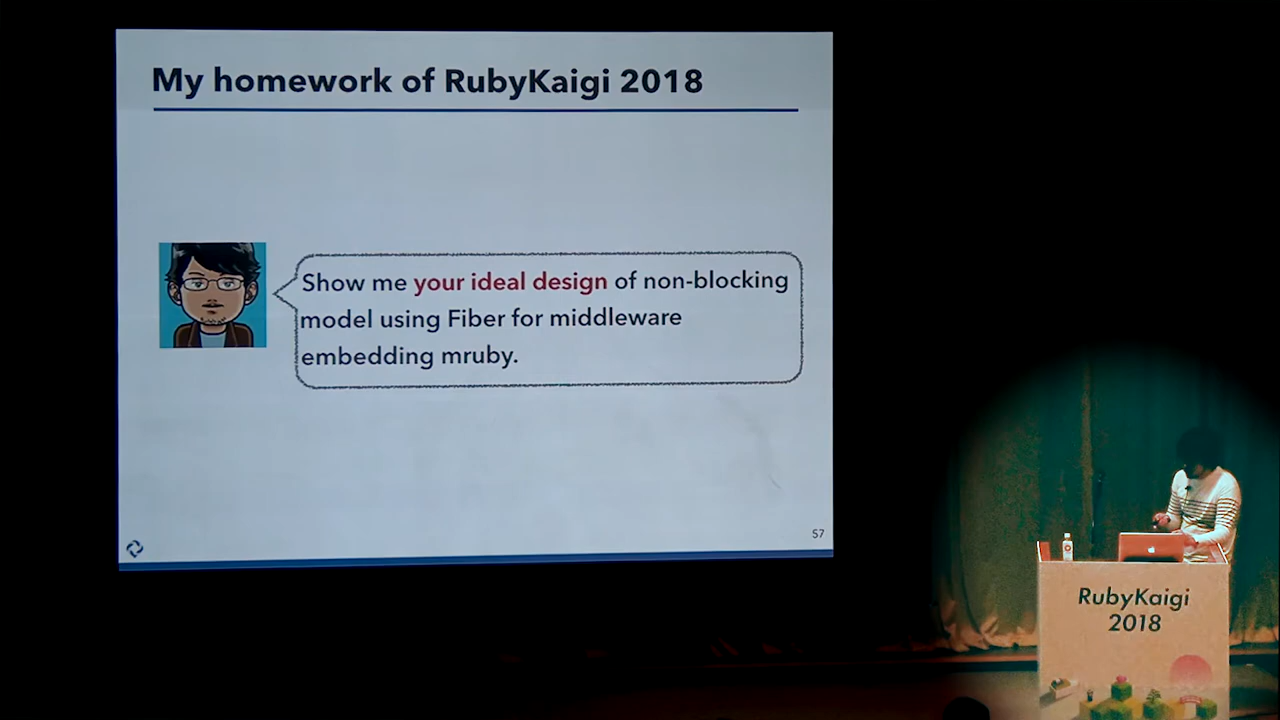 My homework of RubyKaigi 2018
Show me your ideal design of non-blocking
model using Fiber for middleware
embedding mruby.
57
RubyKaigi
2018